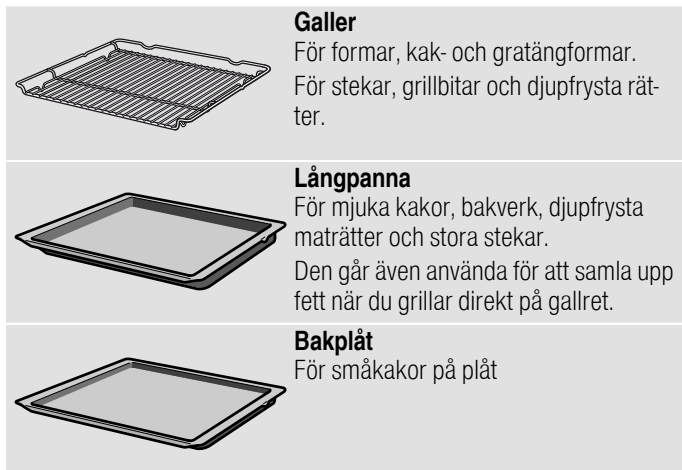 Galler
För formar, kak- och gratängformar.
För stekar, grillbitar och djupfrysta rät-
ter.
Långpanna
För mjuka kakor, bakverk, djupfrysta
maträtter och stora stekar.
Den går även använda för att samla upp
fett när du grillar direkt på gallret.
Bakplåt
För småkakor på plåt